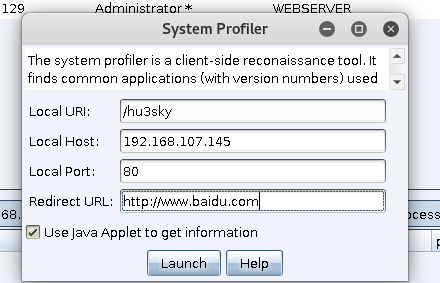 129 Administrator * WEBSERVER
System Profiler
The system profiler is a client-side reconaissance tool. It
finds common applications (with version numbers) used
Local URI: /hu3sky
Local Host: 192.168.107.145
Local Port: 80
Redirect URL: http://www.baidu.com
68. ocess
Use Java Applet to get information
p
Launch Help